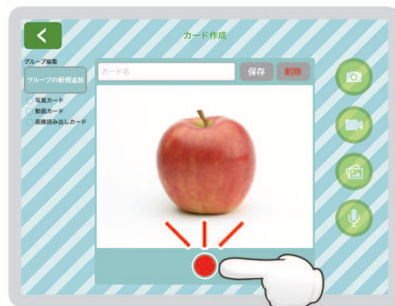 カード作成
グループ編集
グループの新規追加
カード名
保存
削除
写真カード
動画カード
画像読み出しカード